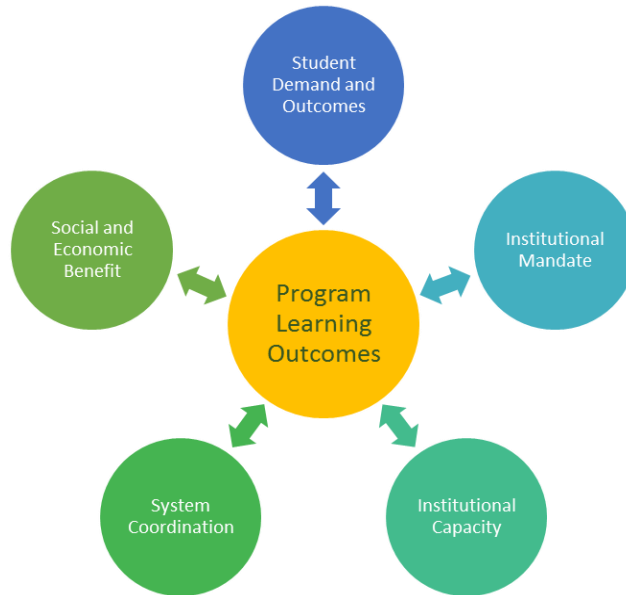 Student
Demand and
Outcomes
Social and
Economic
Benefit
Institutional
Mandate
Program
Learning
Outcomes
System
Coordination
Institutional
Capacity